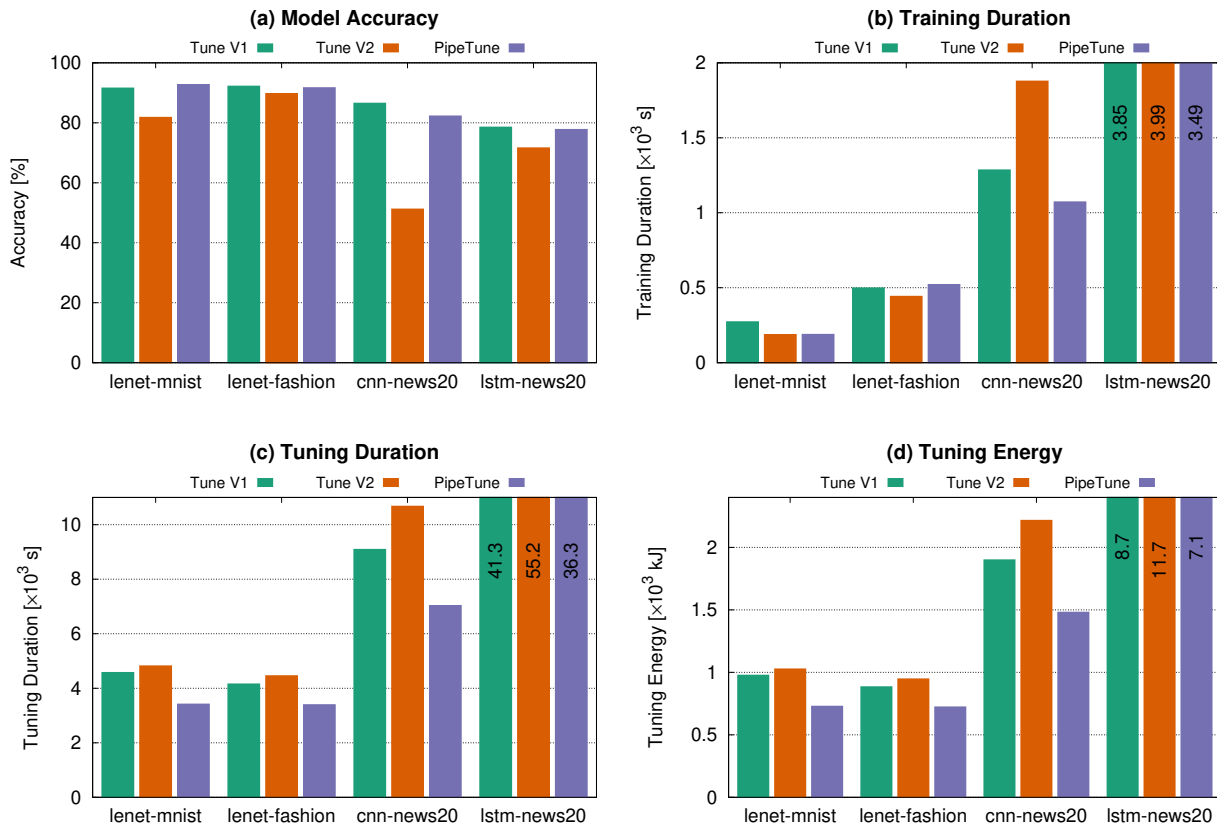 (a) Model Accuracy
Tune V1 Tune V2 PipeTune
Accuracy [%]
100
80
60
40
20
0
lenet-mnist lenet-fashion cnn-news20 lstm-news20
(b) Training Duration
Tune V1 Tune V2 PipeTune
Training Duration [×10³ s]
2
1.5
1
0.5
0
3.85 3.99 3.49
lenet-mnist lenet-fashion cnn-news20 lstm-news20
(c) Tuning Duration
Tune V1 Tune V2 PipeTune
Tuning Duration [×10³ s]
10
8
6
4
2
0
41.3 55.2 36.3
lenet-mnist lenet-fashion cnn-news20 lstm-news20
(d) Tuning Energy
Tune V1 Tune V2 PipeTune
Tuning Energy [×10³ kJ]
2
1.5
1
0.5
0
8.7 11.7 7.1
lenet-mnist lenet-fashion cnn-news20 lstm-news20